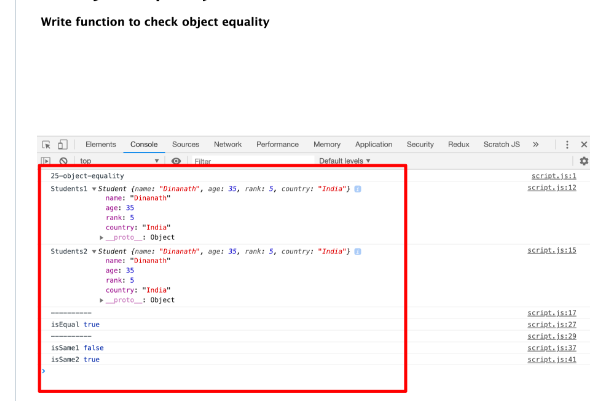 Write function to check object equality
Elements Console Sources Network Performance Memory Application Security Redux Scratch JS »
top Filtar Default levels ▼
25-object-equality script.js:1
Students1 ▼ Student {name: "Dinanath", age: 35, rank: 5, country: "India"} script.js:12
name: "Dinanath"
age: 35
rank: 5
country: "India"
▶ __proto__: Object
Students2 ▼ Student {name: "Dinanath", age: 35, rank: 5, country: "India"} script.js:15
name: "Dinanath"
age: 35
rank: 5
country: "India"
▶ __proto__: Object
---------- script.js:17
isEqual true script.js:27
---------- script.js:29
isSame1 false script.js:37
isSame2 true script.js:41
>